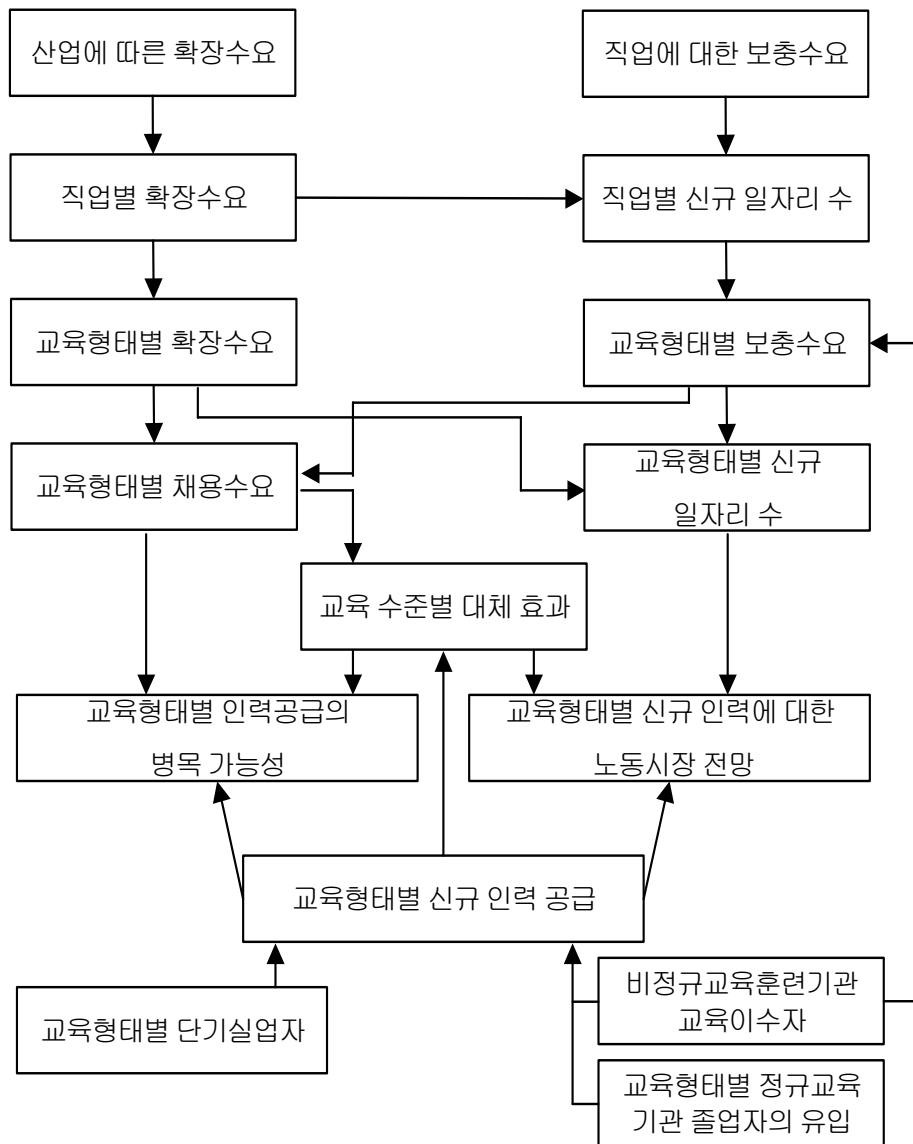 산업에 따른 확장수요
직업에 대한 보충수요
직업별 확장수요
직업별 신규 일자리 수
교육형태별 확장수요
교육형태별 보충수요
교육형태별 채용수요
교육형태별 신규
일자리 수
교육 수준별 대체 효과
교육형태별 인력공급의
병목 가능성
교육형태별 신규 인력에 대한
노동시장 전망
교육형태별 신규 인력 공급
교육형태별 단기실업자
비정규교육훈련기관
교육이수자
교육형태별 정규교육
기관 졸업자의 유입